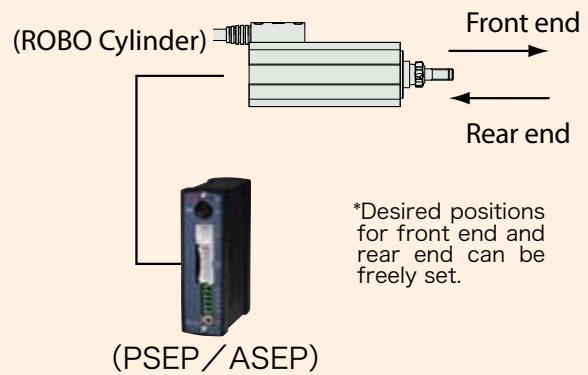 (ROBO Cylinder)
Front end
Rear end
*Desired positions
for front end and
rear end can be
freely set.
(PSEP／ASEP)